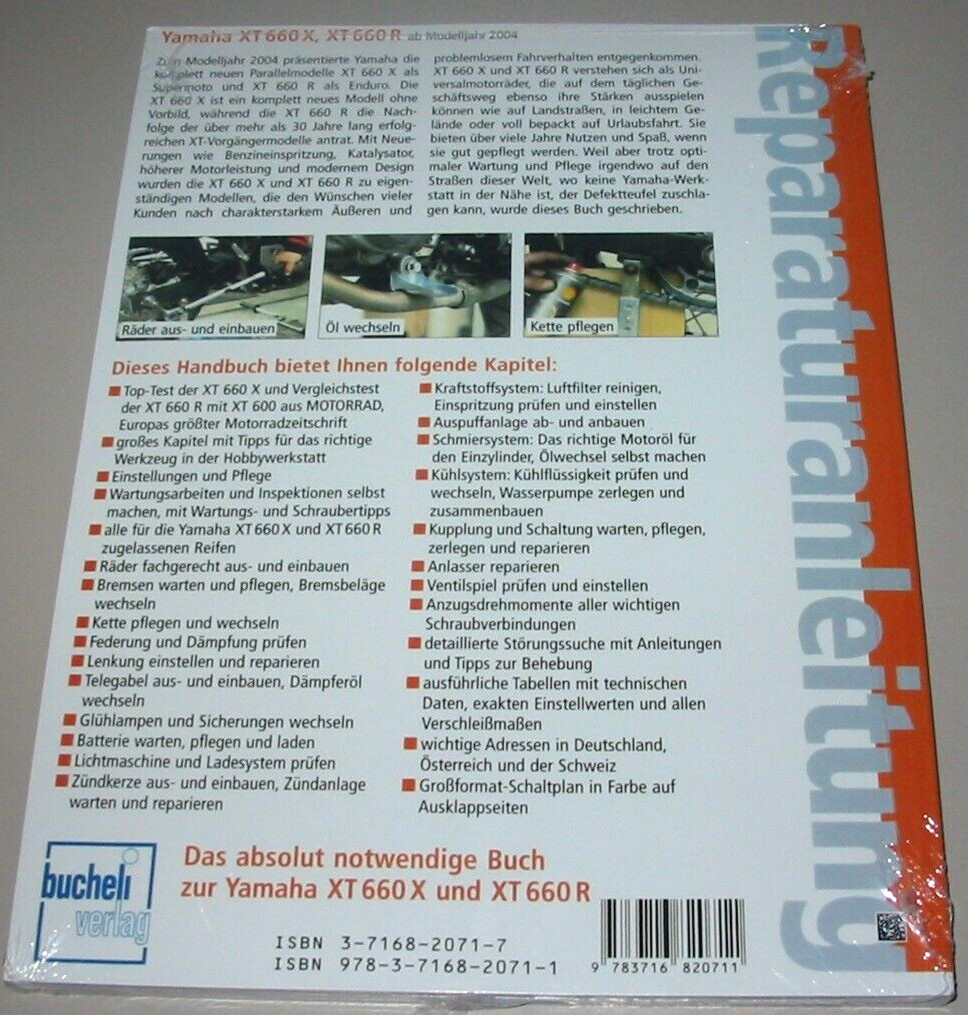 Yamaha XT 660 X, XT 660 R ab Modelljahr 2004
Zum Modelljahr 2004 präsentierte Yamaha die
komplett neuen Parallelmodelle XT 660 X als
Supermoto und XT 660 R als Enduro. Die
XT 660 X ist ein komplett neues Modell ohne
Vorbild, während die XT 660 R die Nach-
folge der über mehr als 30 Jahre lang erfolg-
reichen XT-Vorgängermodelle antrat. Mit Neue-
rungen wie Benzineinspritzung, Katalysator,
höherer Motorleistung und modernem Design
wurden die XT 660 X und XT 660 R zu eigen-
ständigen Modellen, die den Wünschen vieler
Kunden nach charakterstarkem Äußeren und
problemlosem Fahrverhalten entgegenkommen.
XT 660 X und XT 660 R verstehen sich als Uni-
versalmotorräder, die auf dem täglichen Ge-
schäftsweg ebenso ihre Stärken ausspielen
können wie auf Landstraßen, in leichtem Ge-
lände oder voll bepackt auf Urlaubsfahrt. Sie
bieten über viele Jahre Nutzen und Spaß, wenn
sie gut gepflegt werden. Weil aber trotz opti-
maler Wartung und Pflege irgendwo auf den
Straßen dieser Welt, wo keine Yamaha-Werk-
statt in der Nähe ist, der Defektteufel zuschla-
gen kann, wurde dieses Buch geschrieben.
Räder aus- und einbauen
Öl wechseln
Kette pflegen
Dieses Handbuch bietet Ihnen folgende Kapitel:
Top-Test der XT 660 X und Vergleichstest
der XT 660 R mit XT 600 aus MOTORRAD,
Europas größter Motorradzeitschrift
großes Kapitel mit Tipps für das richtige
Werkzeug in der Hobbywerkstatt
Einstellungen und Pflege
Wartungsarbeiten und Inspektionen selbst
machen, mit Wartungs- und Schraubertipps
alle für die Yamaha XT 660 X und XT 660 R
zugelassenen Reifen
Räder fachgerecht aus- und einbauen
Bremsen warten und pflegen, Bremsbeläge
wechseln
Kette pflegen und wechseln
Federung und Dämpfung prüfen
Lenkung einstellen und reparieren
Telegabel aus- und einbauen, Dämpferöl
wechseln
Glühlampen und Sicherungen wechseln
Batterie warten, pflegen und laden
Lichtmaschine und Ladesystem prüfen
Zündkerze aus- und einbauen, Zündanlage
warten und reparieren
Kraftstoffsystem: Luftfilter reinigen,
Einspritzung prüfen und einstellen
Auspuffanlage ab- und anbauen
Schmiersystem: Das richtige Motoröl für
den Einzylinder, Ölwechsel selbst machen
Kühlsystem: Kühlflüssigkeit prüfen und
wechseln, Wasserpumpe zerlegen und
zusammenbauen
Kupplung und Schaltung warten, pflegen,
zerlegen und reparieren
Anlasser reparieren
Ventilspiel prüfen und einstellen
Anzugsdrehmomente aller wichtigen
Schraubverbindungen
detaillierte Störungssuche mit Anleitungen
und Tipps zur Behebung
ausführliche Tabellen mit technischen
Daten, exakten Einstellwerten und allen
Verschleißmaßen
wichtige Adressen in Deutschland,
Österreich und der Schweiz
Großformat-Schaltplan in Farbe auf
Ausklappseiten
Das absolut notwendige Buch
zur Yamaha XT 660 X und XT 660 R
bucheli
verlag
ISBN 3-7168-2071-7
ISBN 978-3-7168-2071-1
9 783716 820711
Reparaturanleitung